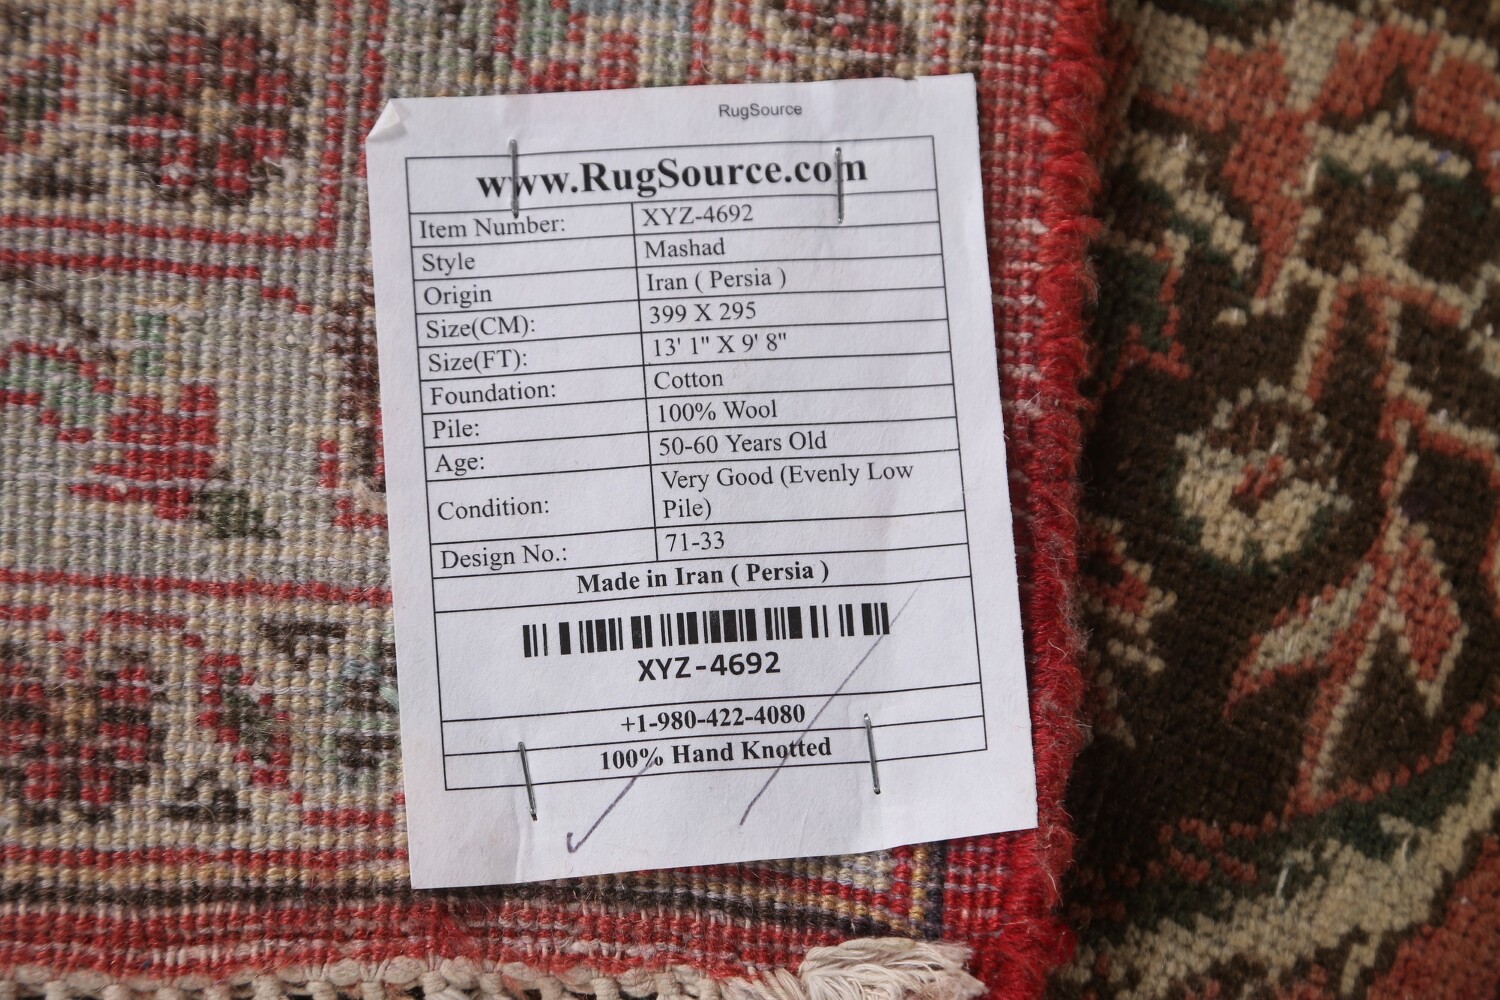 RugSource
www.RugSource.com
Item Number: XYZ-4692
Style Mashad
Origin Iran ( Persia )
Size(CM): 399 X 295
Size(FT): 13' 1" X 9' 8"
Foundation: Cotton
Pile: 100% Wool
Age: 50-60 Years Old
Condition: Very Good (Evenly Low
Pile)
Design No.: 71-33
Made in Iran ( Persia )
XYZ-4692
+1-980-422-4080
100% Hand Knotted